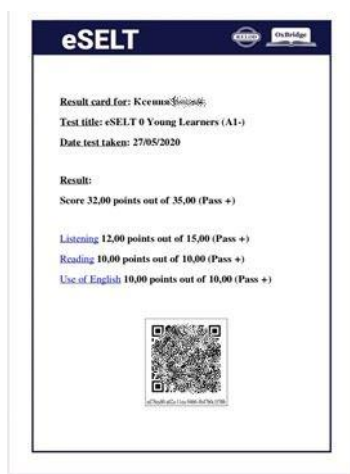 eSELT
RELOD
OxBridge
Result card for: Ксения
Test title: eSELT 0 Young Learners (A1-)
Date test taken: 27/05/2020
Result:
Score 32,00 points out of 35,00 (Pass +)
Listening 12,00 points out of 15,00 (Pass +)
Reading 10,00 points out of 10,00 (Pass +)
Use of English 10,00 points out of 10,00 (Pass +)